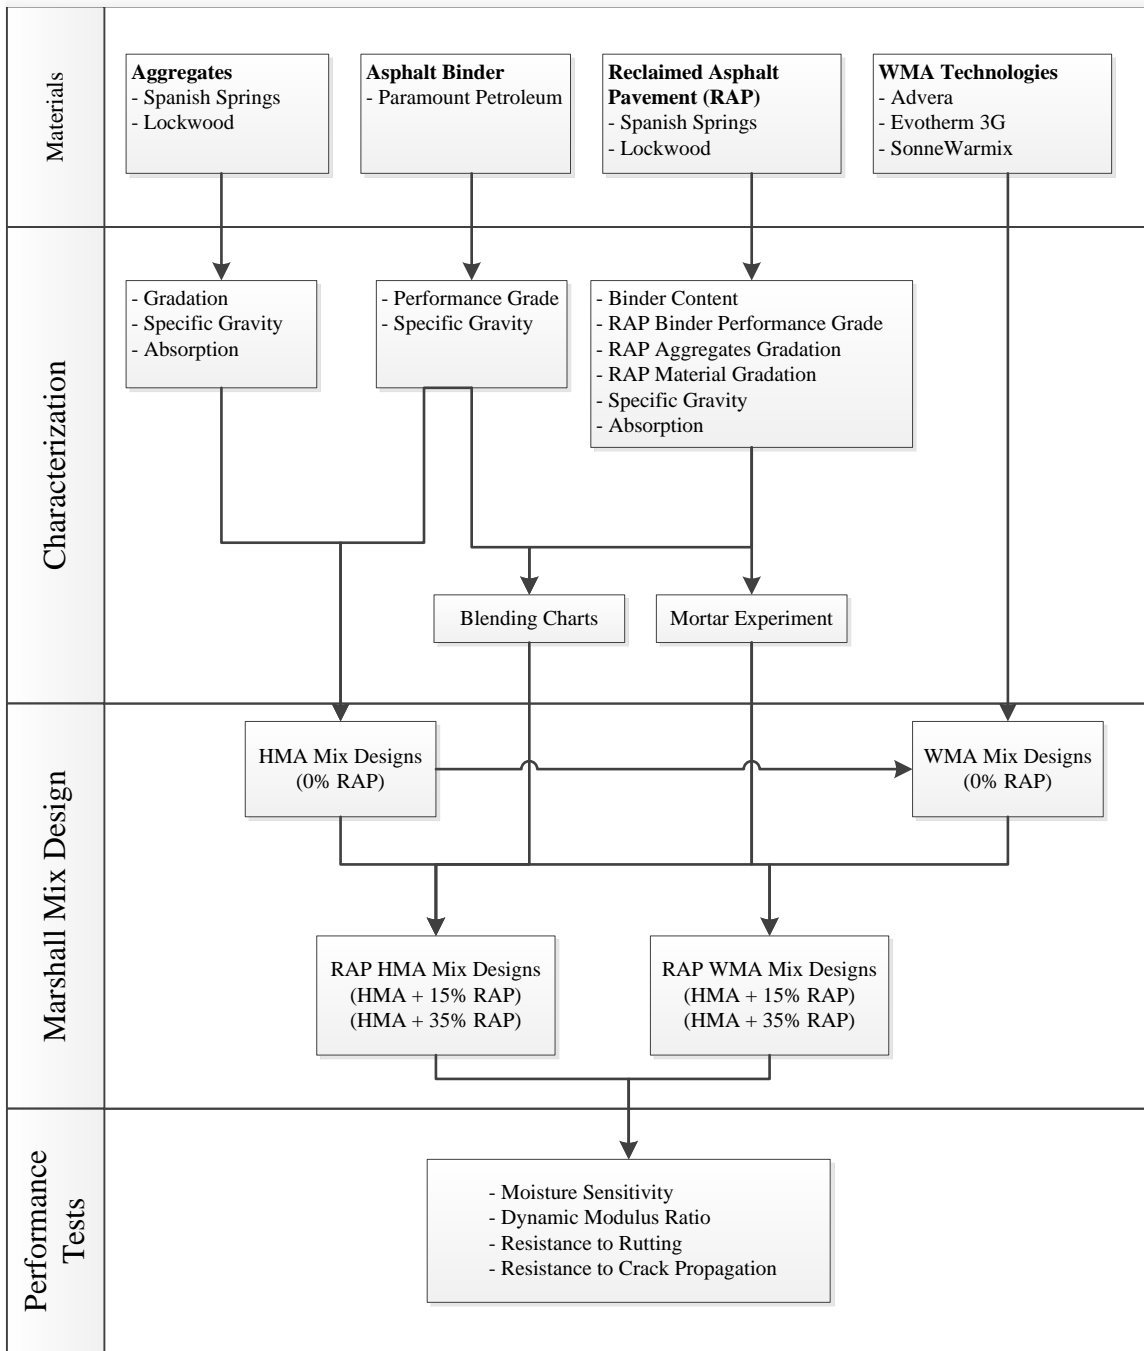 Materials
Aggregates
- Spanish Springs
- Lockwood
Asphalt Binder
- Paramount Petroleum
Reclaimed Asphalt
Pavement (RAP)
- Spanish Springs
- Lockwood
WMA Technologies
- Advera
- Evotherm 3G
- SonneWarmix
Characterization
- Gradation
- Specific Gravity
- Absorption
- Performance Grade
- Specific Gravity
- Binder Content
- RAP Binder Performance Grade
- RAP Aggregates Gradation
- RAP Material Gradation
- Specific Gravity
- Absorption
Blending Charts
Mortar Experiment
Marshall Mix Design
HMA Mix Designs
(0% RAP)
WMA Mix Designs
(0% RAP)
RAP HMA Mix Designs
(HMA + 15% RAP)
(HMA + 35% RAP)
RAP WMA Mix Designs
(HMA + 15% RAP)
(HMA + 35% RAP)
Performance
Tests
- Moisture Sensitivity
- Dynamic Modulus Ratio
- Resistance to Rutting
- Resistance to Crack Propagation